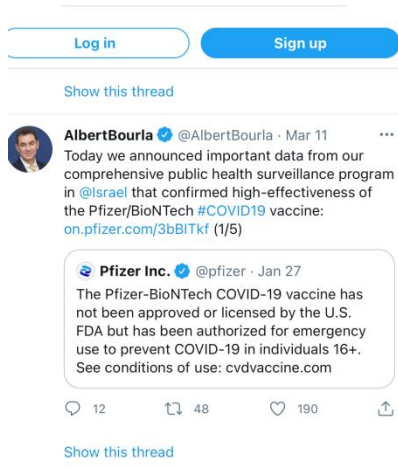 Log in
Sign up
Show this thread
AlbertBourla @AlbertBourla · Mar 11
Today we announced important data from our
comprehensive public health surveillance program
in @Israel that confirmed high-effectiveness of
the Pfizer/BioNTech #COVID19 vaccine:
on.pfizer.com/3bBITkf (1/5)
Pfizer Inc. @pfizer · Jan 27
The Pfizer-BioNTech COVID-19 vaccine has
not been approved or licensed by the U.S.
FDA but has been authorized for emergency
use to prevent COVID-19 in individuals 16+.
See conditions of use: cvdvaccine.com
12 48 190
Show this thread